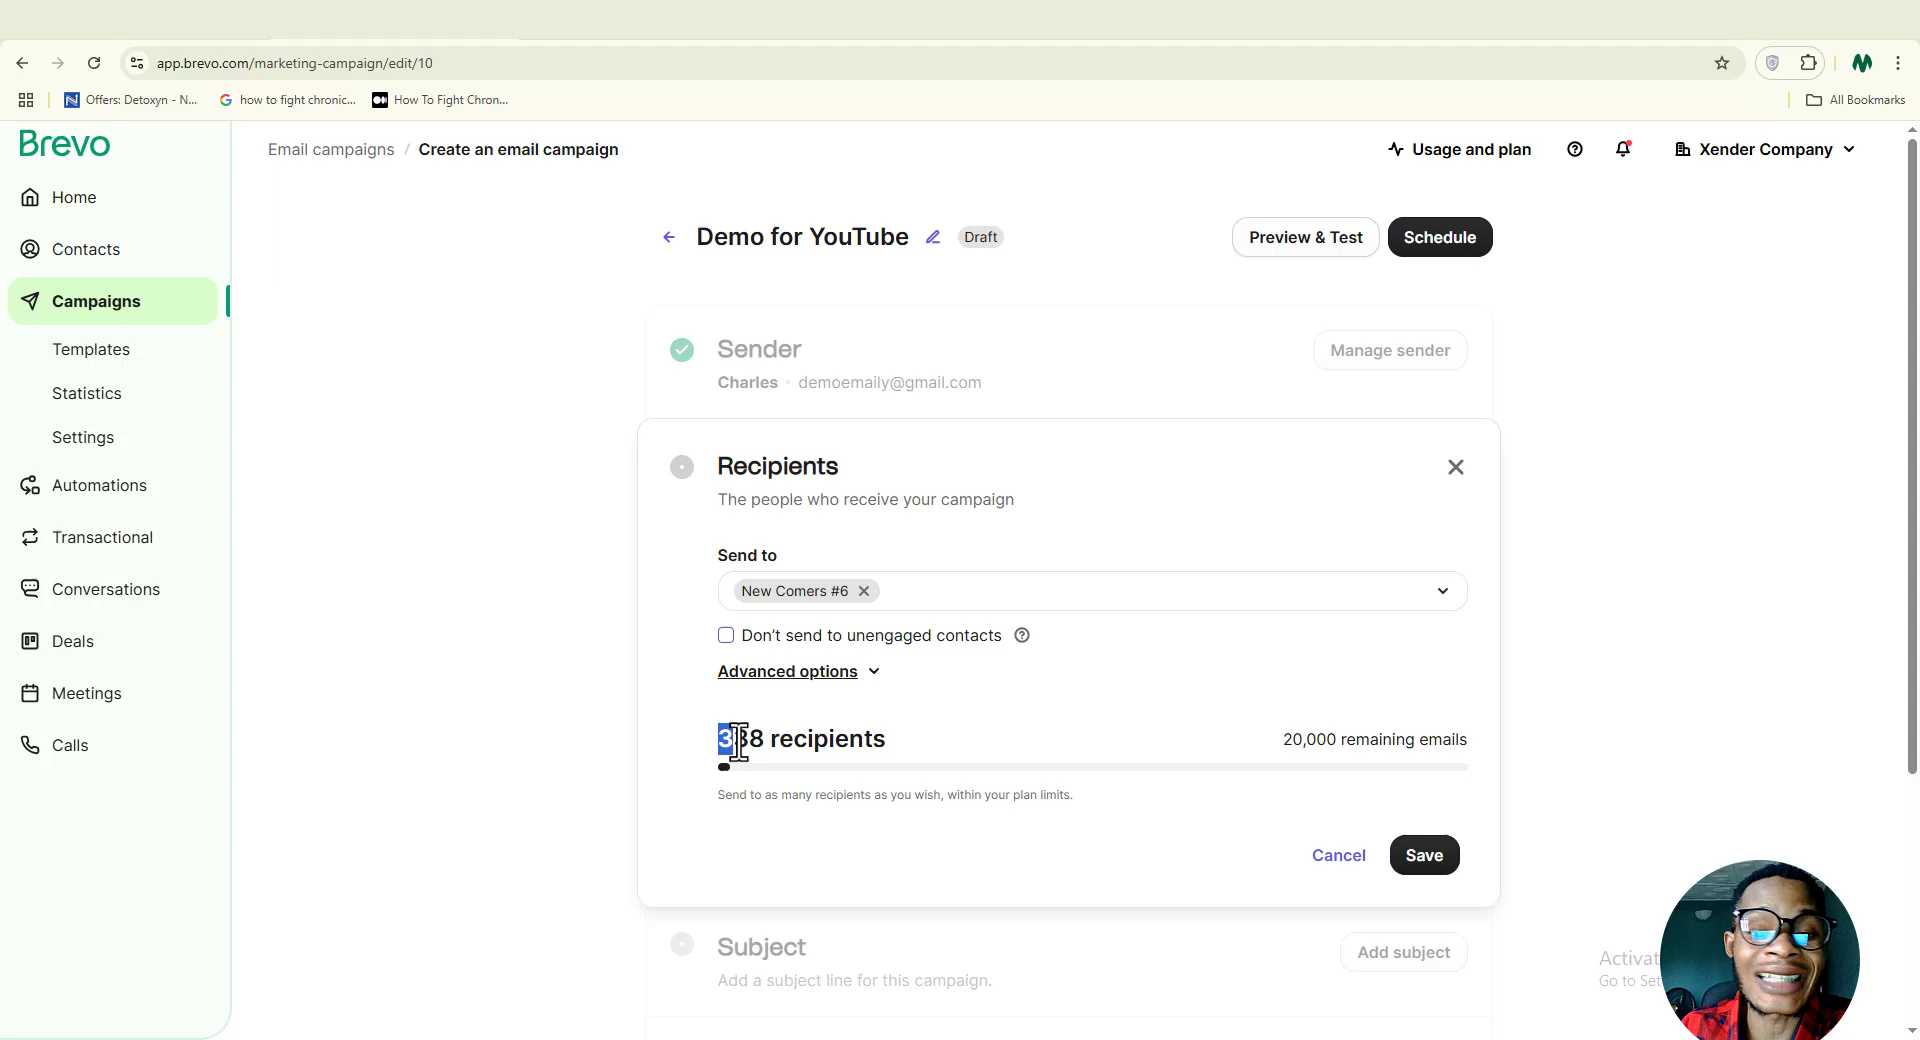 app.brevo.com/marketing-campaign/edit/10
Offers: Detoxyn - N...
how to fight chronic...
How To Fight Chron...
All Bookmarks
Brevo
Email campaigns / Create an email campaign
Usage and plan
Xender Company
Home
Contacts
Campaigns
Templates
Statistics
Settings
Automations
Transactional
Conversations
Deals
Meetings
Calls
Demo for YouTube
Draft
Preview & Test
Schedule
Sender
Manage sender
Charles • demoemaily@gmail.com
Recipients
The people who receive your campaign
Send to
New Comers #6
Don't send to unengaged contacts
Advanced options
338 recipients
20,000 remaining emails
Send to as many recipients as you wish, within your plan limits.
Cancel
Save
Subject
Add subject
Add a subject line for this campaign.